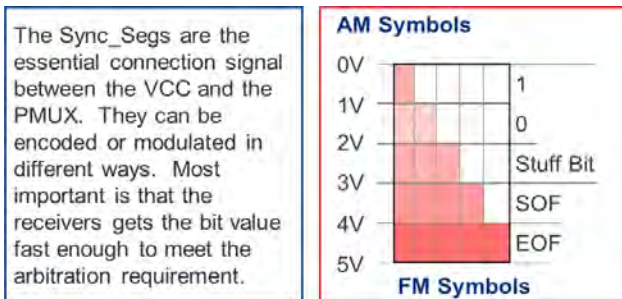 The Sync_Segs are the
essential connection signal
between the VCC and the
PMUX. They can be
encoded or modulated in
different ways. Most
important is that the
receivers gets the bit value
fast enough to meet the
arbitration requirement.
AM Symbols
0V
1
1V
0
2V
Stuff Bit
3V
SOF
4V
EOF
5V
FM Symbols